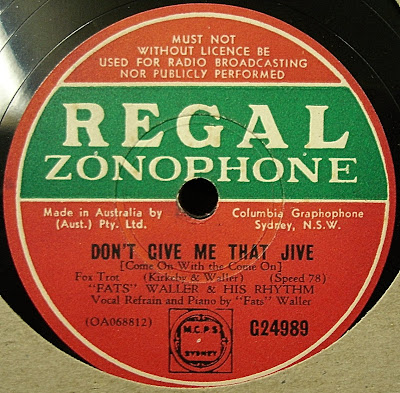 MUST NOT
WITHOUT LICENCE BE
USED FOR RADIO BROADCASTING
NOR PUBLICLY PERFORMED
REGAL
ZONOPHONE
Made in Australia by Columbia Graphophone
(Aust.) Pty. Ltd. Sydney, N.S.W.
DON'T GIVE ME THAT JIVE
[Come On With the Come On]
Fox Trot (Kirkeby & Waller) (Speed 78)
"FATS" WALLER & HIS RHYTHM
Vocal Refrain and Piano by "Fats" Waller
(OA068812) G24989
M.C.P.S.
SYDNEY